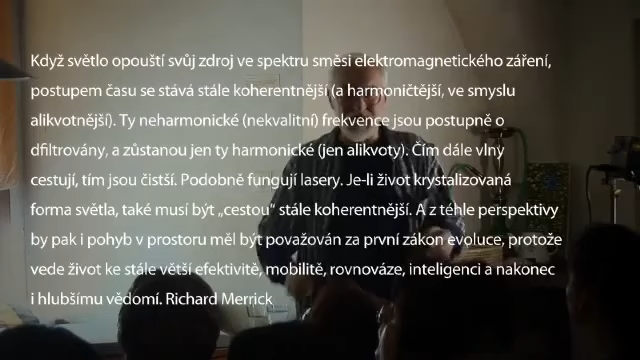 Když světlo opouští svůj zdroj ve spektru směsi elektromagnetického záření,
postupem času se stává stále koherentnější (a harmoničtější, ve smyslu
alikvotnější). Ty neharmonické (nekvalitní) frekvence jsou postupně o
dfiltrovány, a zůstanou jen ty harmonické (jen alikvoty). Čím dále vlny
cestují, tím jsou čistší. Podobně fungují lasery. Je-li život krystalizovaná
forma světla, také musí být „cestou“ stále koherentnější. A z téhle perspektivy
by pak i pohyb v prostoru měl být považován za první zákon evoluce, protože
vede život ke stále větší efektivitě, mobilitě, rovnováze, inteligenci a nakonec
i hlubšímu vědomí. Richard Merrick